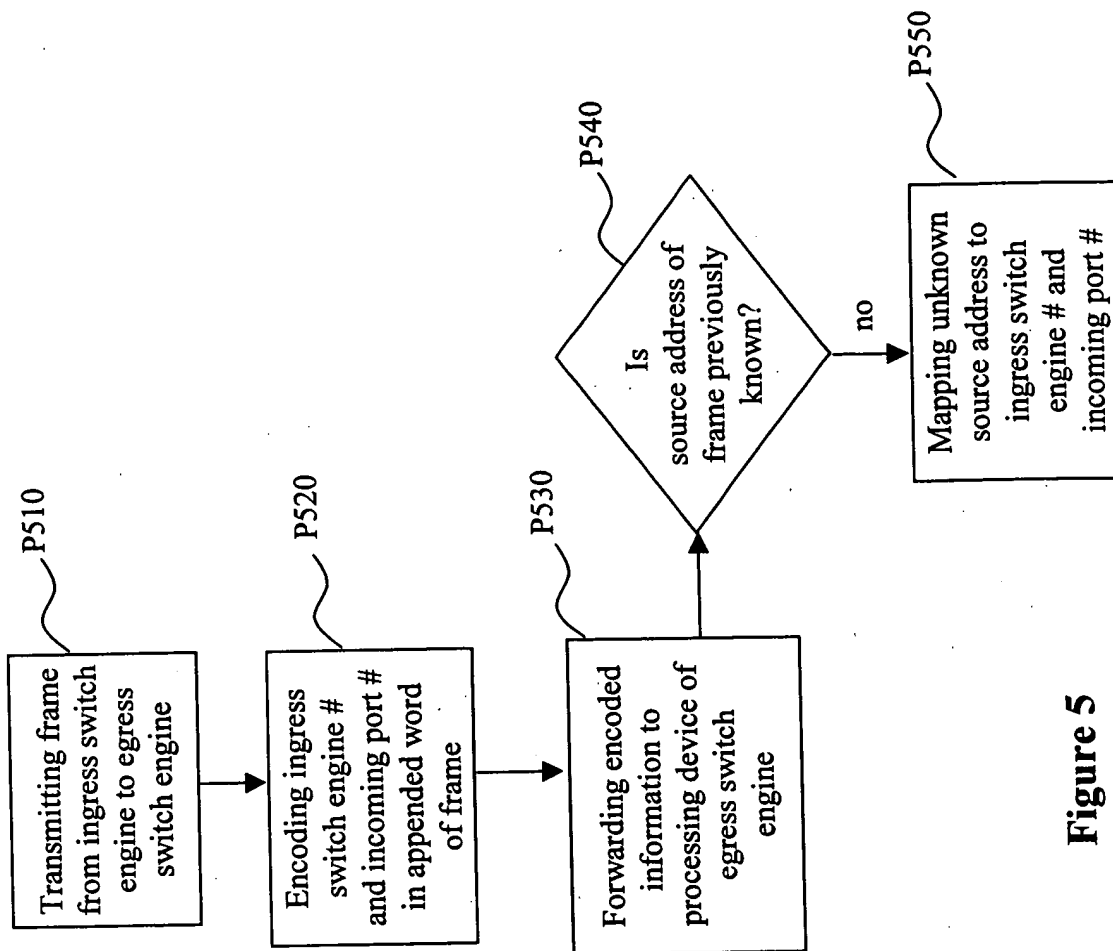 P510
Transmitting frame
from ingress switch
engine to egress
switch engine
P520
Encoding ingress
switch engine #
and incoming port #
in appended word
of frame
P530
Forwarding encoded
information to
processing device of
egress switch
engine
P540
Is
source address of
frame previously
known?
no
P550
Mapping unknown
source address to
ingress switch
engine # and
incoming port #
Figure 5